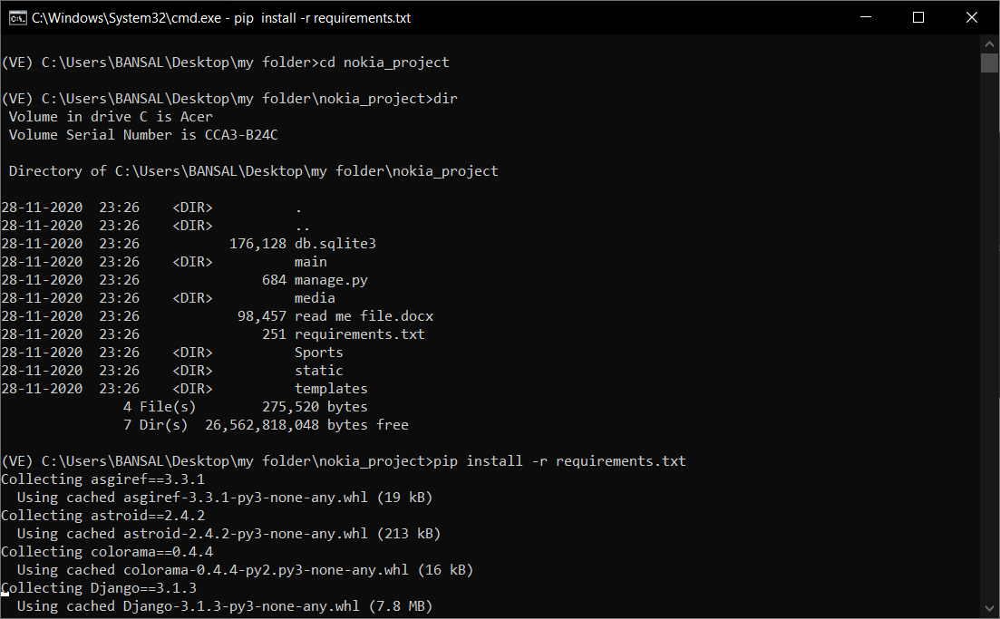 C:\Windows\System32\cmd.exe - pip  install -r requirements.txt
(VE) C:\Users\BANSAL\Desktop\my folder>cd nokia_project
(VE) C:\Users\BANSAL\Desktop\my folder\nokia_project>dir
 Volume in drive C is Acer
 Volume Serial Number is CCA3-B24C
 Directory of C:\Users\BANSAL\Desktop\my folder\nokia_project
28-11-2020  23:26    <DIR>          .
28-11-2020  23:26    <DIR>          ..
28-11-2020  23:26           176,128 db.sqlite3
28-11-2020  23:26    <DIR>          main
28-11-2020  23:26               684 manage.py
28-11-2020  23:26    <DIR>          media
28-11-2020  23:26            98,457 read me file.docx
28-11-2020  23:26               251 requirements.txt
28-11-2020  23:26    <DIR>          Sports
28-11-2020  23:26    <DIR>          static
28-11-2020  23:26    <DIR>          templates
               4 File(s)        275,520 bytes
               7 Dir(s)  26,562,818,048 bytes free
(VE) C:\Users\BANSAL\Desktop\my folder\nokia_project>pip install -r requirements.txt
Collecting asgiref==3.3.1
  Using cached asgiref-3.3.1-py3-none-any.whl (19 kB)
Collecting astroid==2.4.2
  Using cached astroid-2.4.2-py3-none-any.whl (213 kB)
Collecting colorama==0.4.4
  Using cached colorama-0.4.4-py2.py3-none-any.whl (16 kB)
Collecting Django==3.1.3
  Using cached Django-3.1.3-py3-none-any.whl (7.8 MB)